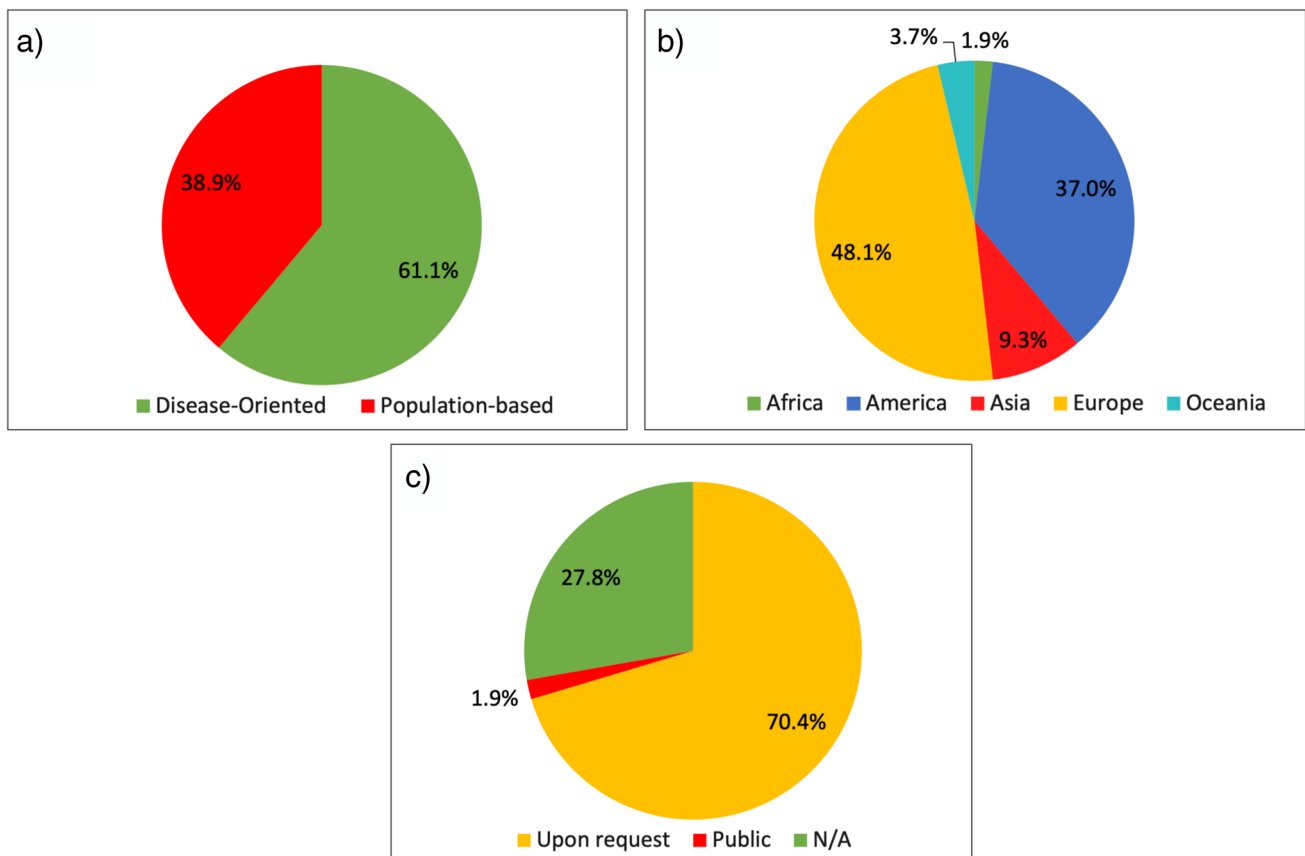 a)
38.9%
61.1%
Disease-Oriented Population-based
b)
3.7% 1.9%
37.0%
48.1%
9.3%
Africa America Asia Europe Oceania
c)
27.8%
1.9%
70.4%
Upon request Public N/A